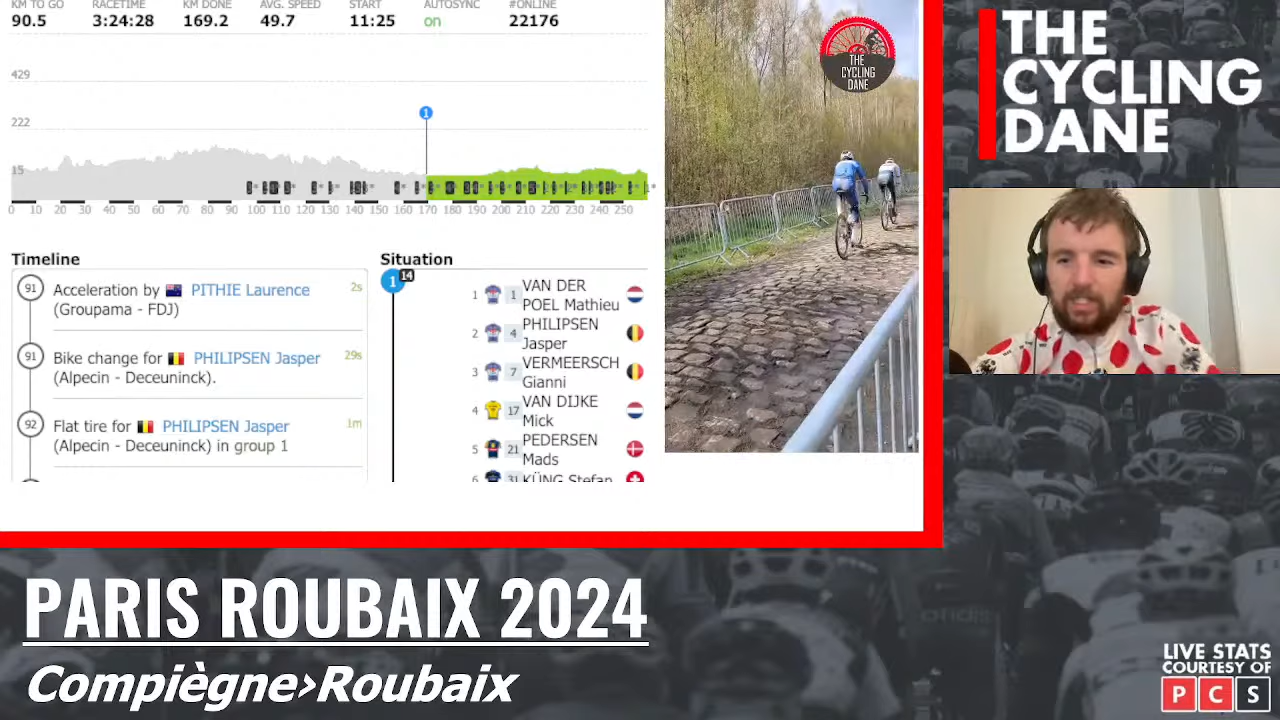 KM TO GO RACETIME KM DONE AVG. SPEED START AUTOSYNC #ONLINE
90.5 3:24:28 169.2 49.7 11:25 on 22176
429
222
1
15
0 10 20 30 40 50 60 70 80 90 100 110 120 130 140 150 160 170 180 190 200 210 220 230 240 250
THE
CYCLING
DANE
THE
CYCLING
DANE
Timeline
91 Acceleration by PITHIE Laurence 2s
(Groupama - FDJ)
91 Bike change for PHILIPSEN Jasper 29s
(Alpecin - Deceuninck).
92 Flat tire for PHILIPSEN Jasper 1m
(Alpecin - Deceuninck) in group 1
Situation
1 14
1 1 VAN DER
POEL Mathieu
2 4 PHILIPSEN
Jasper
3 7 VERMEERSCH
Gianni
4 17 VAN DIJKE
Mick
5 21 PEDERSEN
Mads
6 31 KÜNG Stefan
PARIS ROUBAIX 2024
Compiègne›Roubaix
LIVE STATS
COURTESY OF
PCS